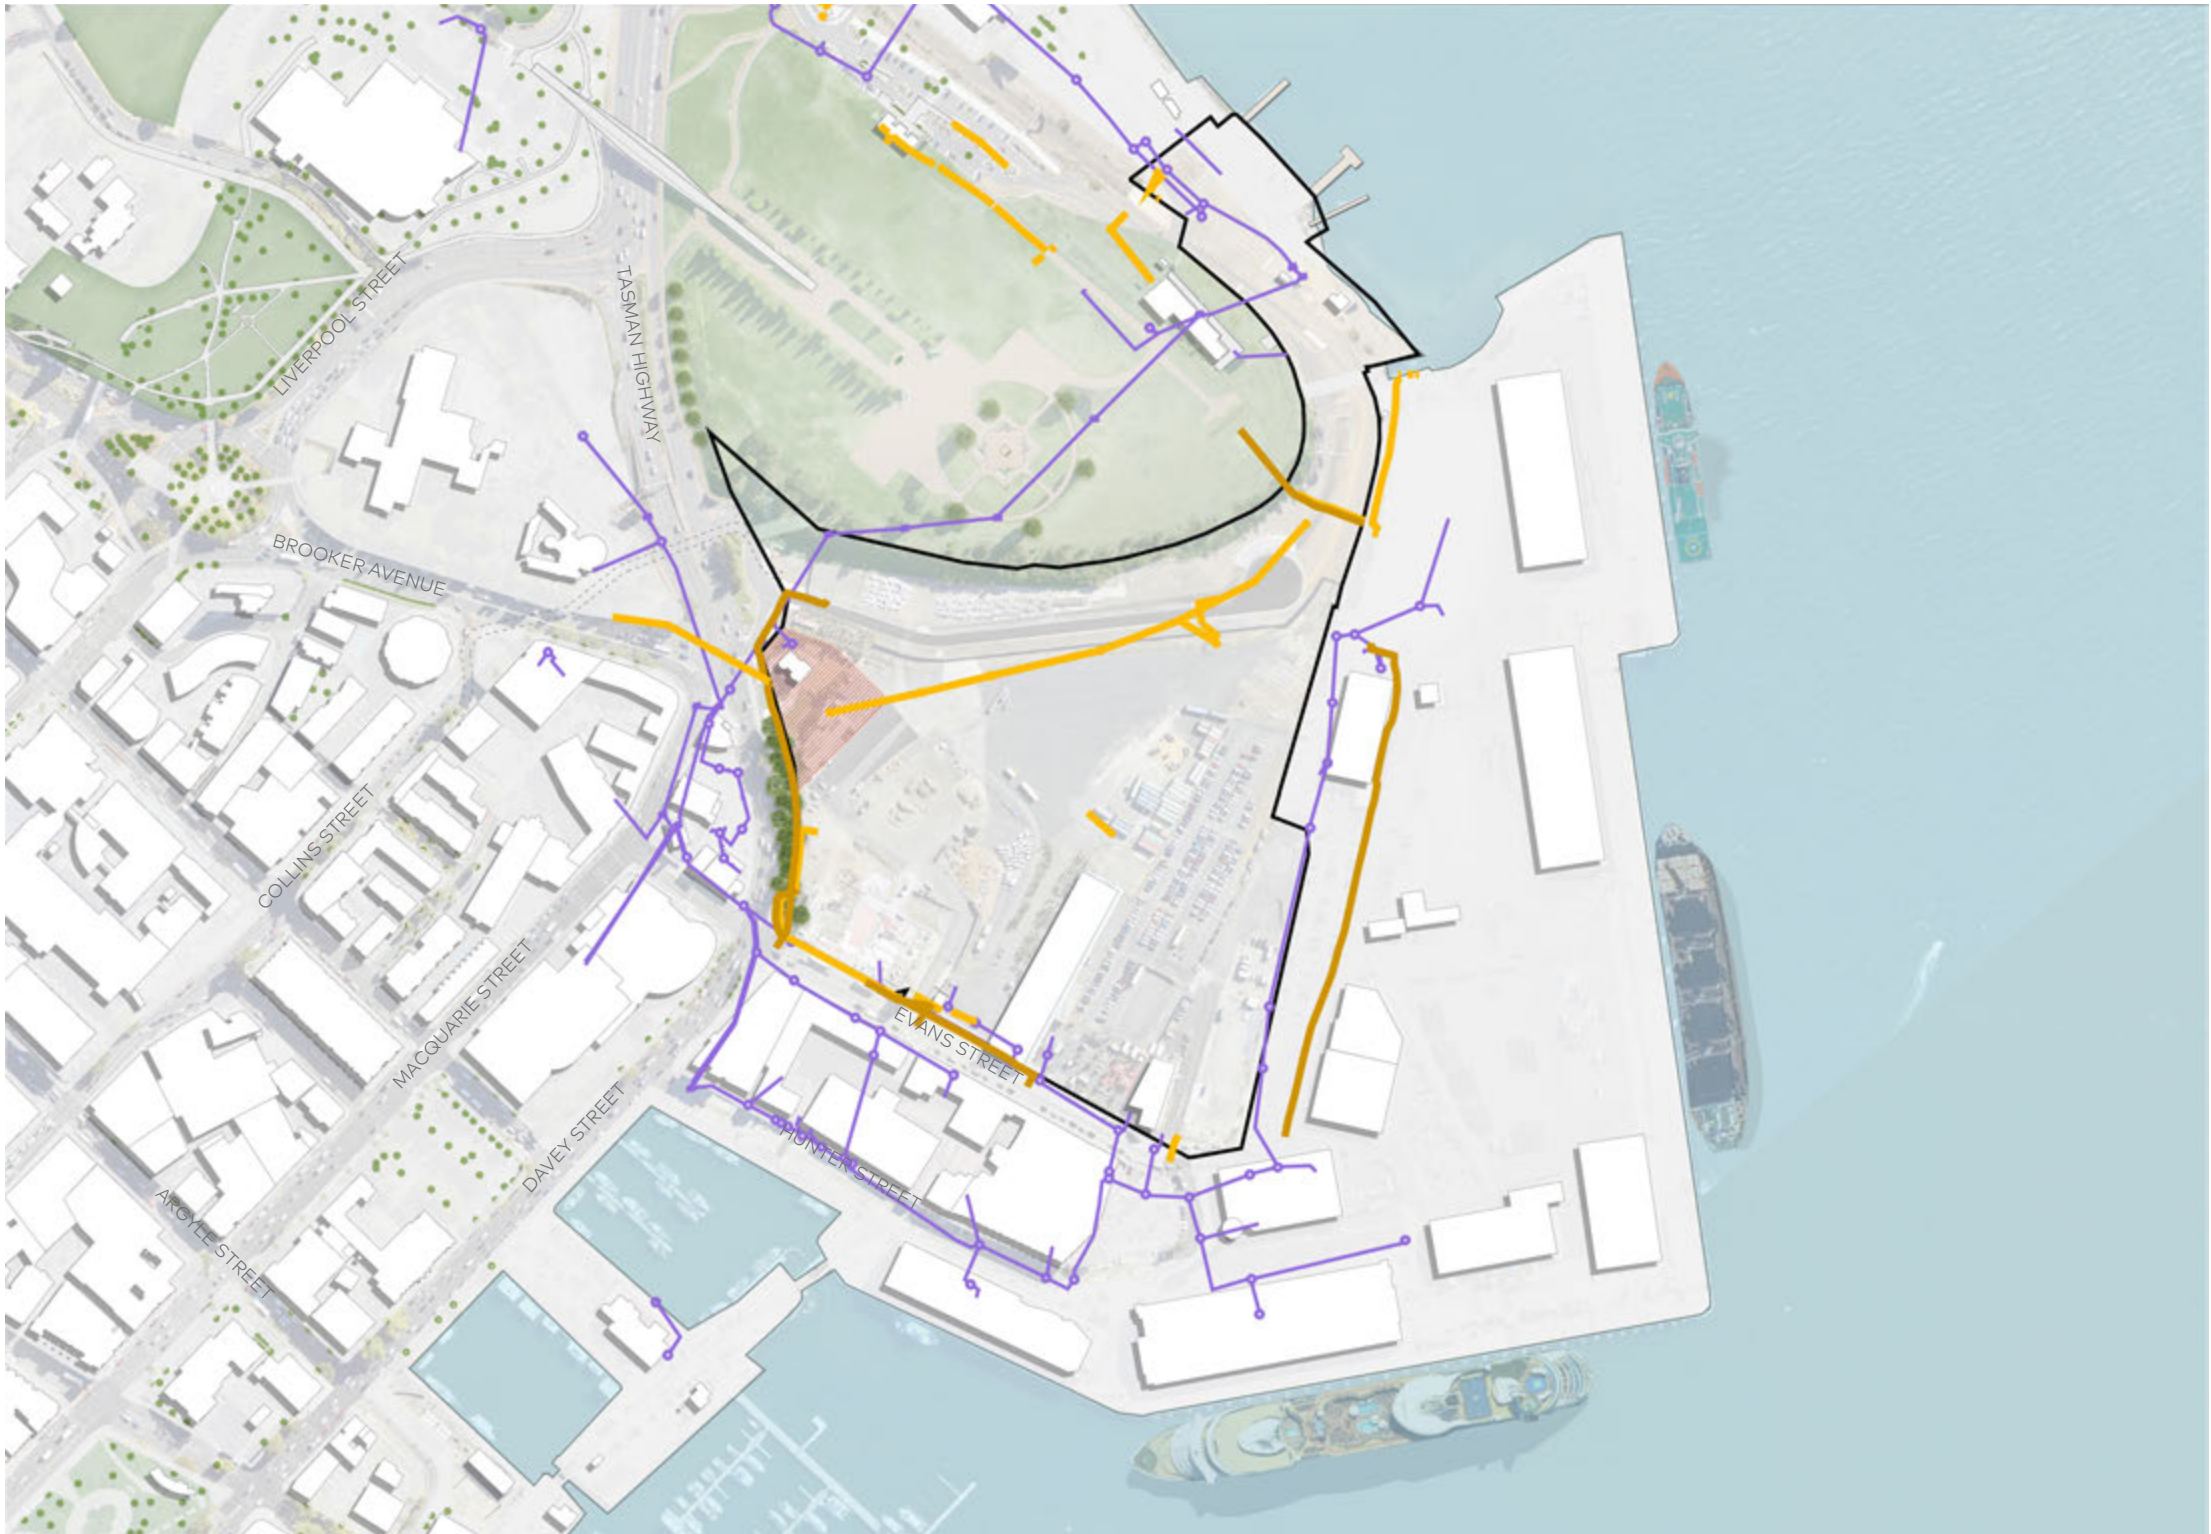 LIVERPOOL STREET
TASMAN HIGHWAY
BROOKER AVENUE
COLLINS STREET
MACQUARIE STREET
EVANS STREET
DAVEY STREET
HUNTER STREET
ARGYLE STREET